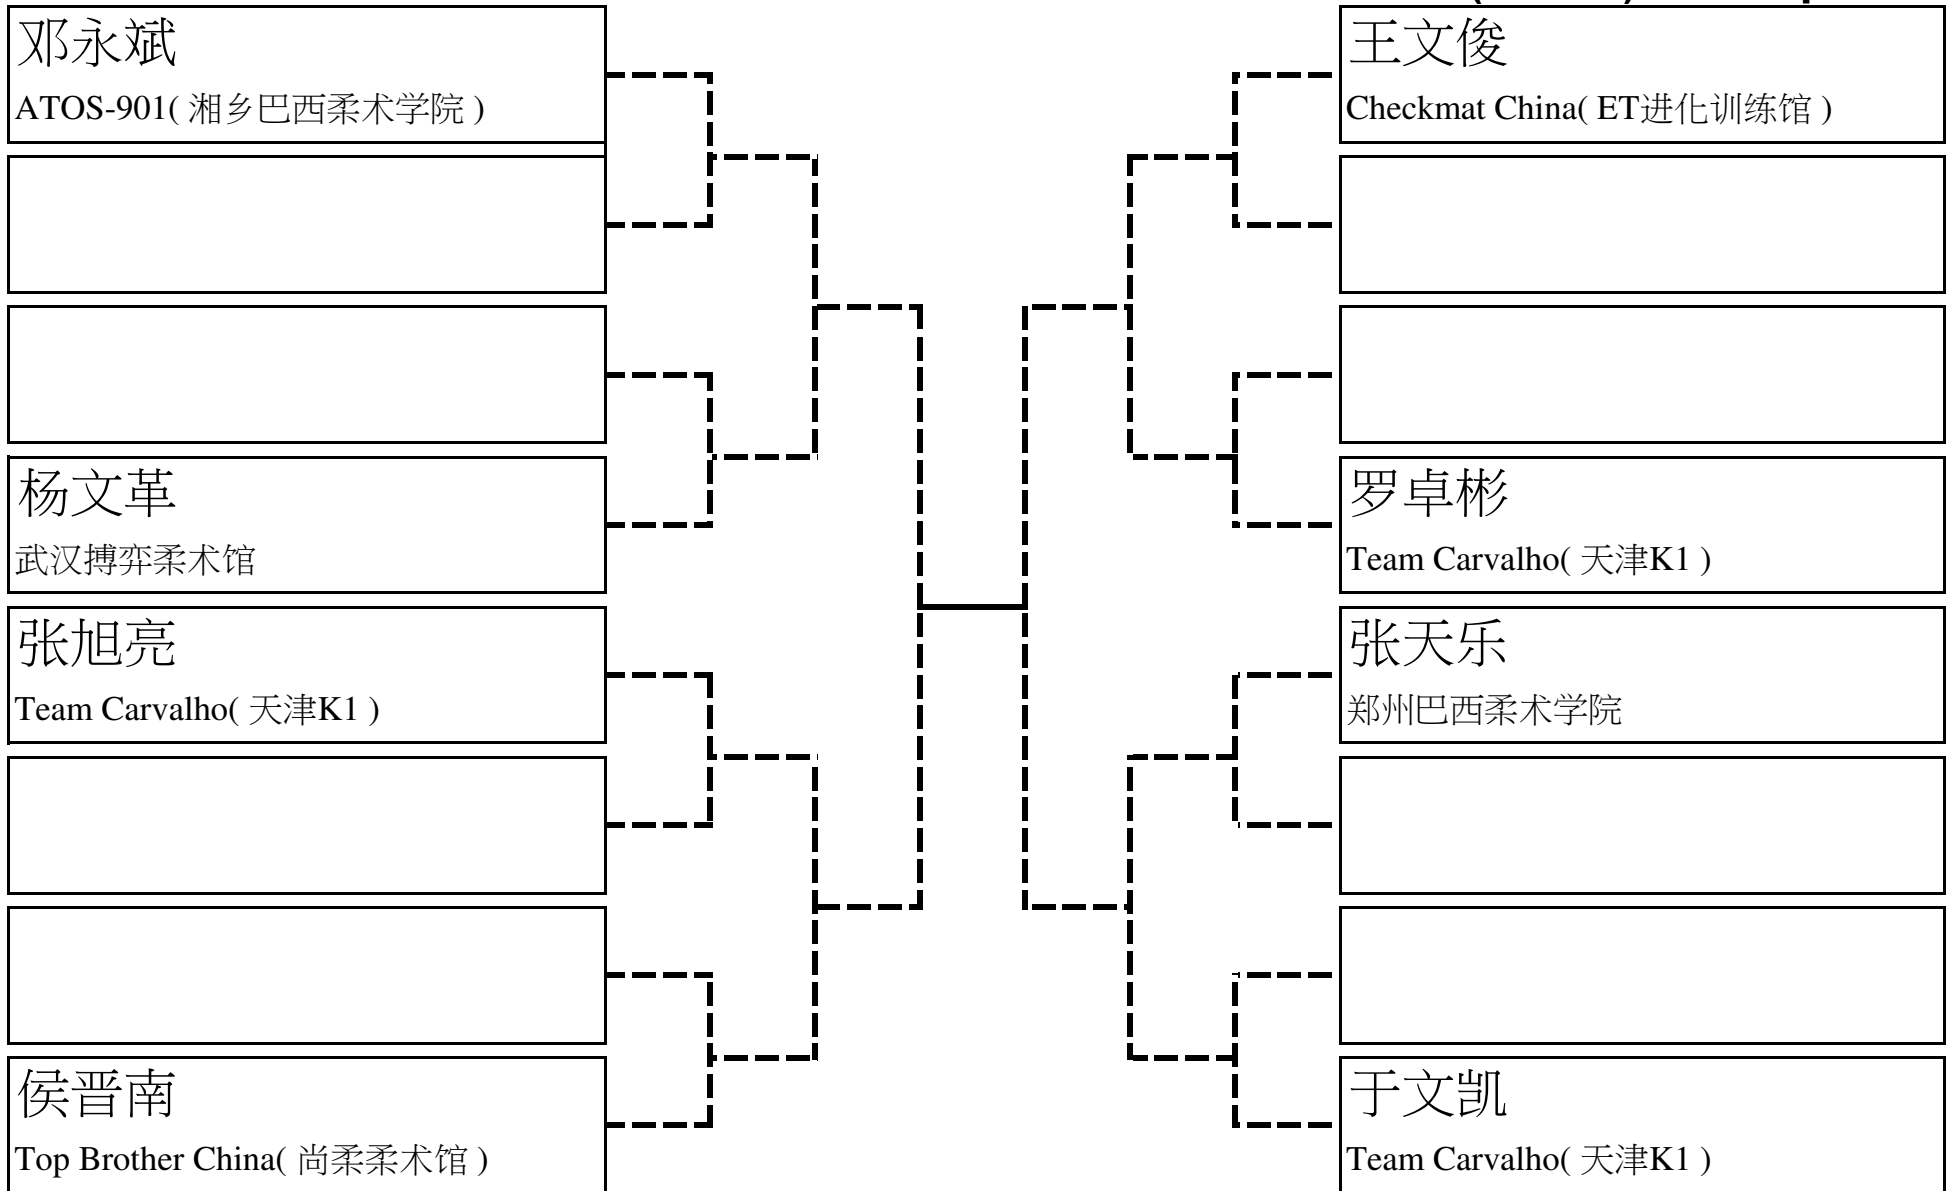 邓永斌
ATOS-901( 湘乡巴西柔术学院 )
杨文革
武汉搏弈柔术馆
张旭亮
Team Carvalho( 天津K1 )
侯晋南
Top Brother China( 尚柔柔术馆 )
王文俊
Checkmat China( ET进化训练馆 )
罗卓彬
Team Carvalho( 天津K1 )
张天乐
郑州巴西柔术学院
于文凯
Team Carvalho( 天津K1 )